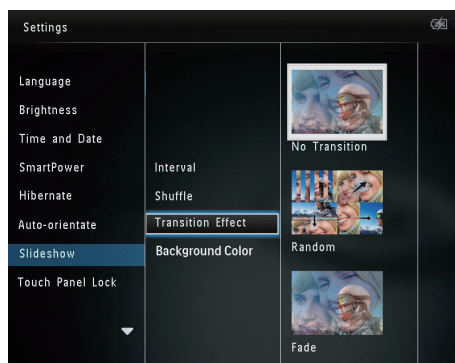 Settings
Language
Brightness
Time and Date
SmartPower
Hibernate
Auto-orientate
Slideshow
Touch Panel Lock
Interval
Shuffle
Transition Effect
Background Color
No Transition
Random
Fade